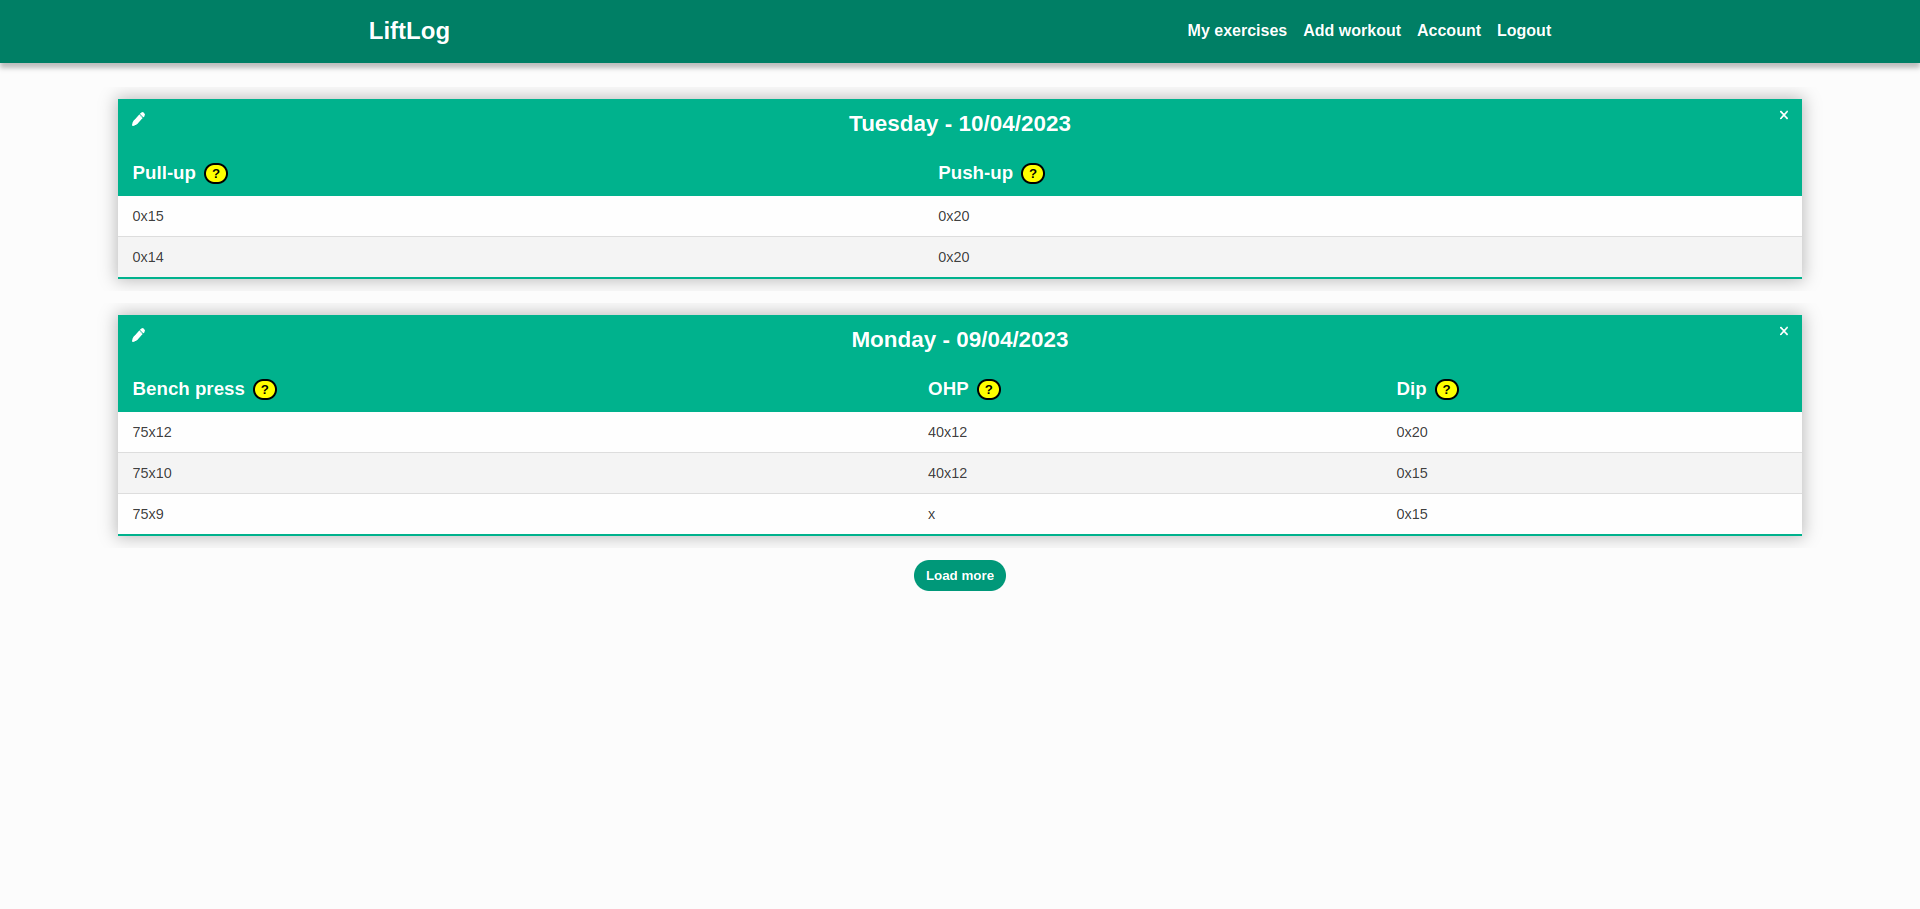 LiftLog My exercises Add workout Account Logout
Tuesday - 10/04/2023 ×
Pull-up ? Push-up ?
0x15 0x20
0x14 0x20
Monday - 09/04/2023 ×
Bench press ? OHP ? Dip ?
75x12 40x12 0x20
75x10 40x12 0x15
75x9 x 0x15
Load more